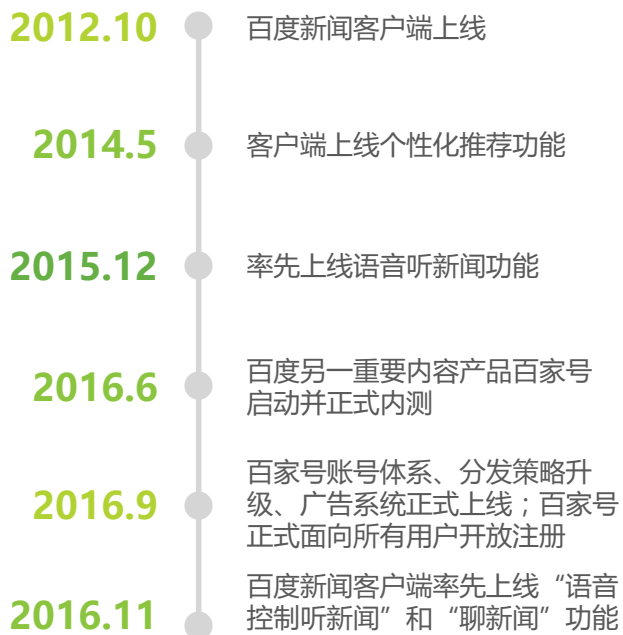 2012.10
百度新闻客户端上线
2014.5
客户端上线个性化推荐功能
2015.12
率先上线语音听新闻功能
2016.6
百度另一重要内容产品百家号
启动并正式内测
2016.9
百家号账号体系、分发策略升
级、广告系统正式上线；百家号
正式面向所有用户开放注册
2016.11
百度新闻客户端率先上线“语音
控制听新闻”和“聊新闻”功能